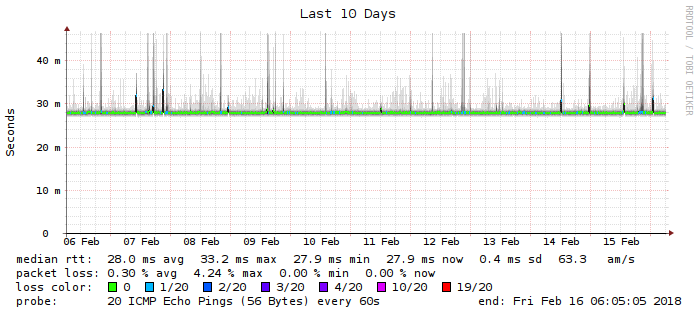 Last 10 Days
RRDTOOL / TOBI OETIKER
Seconds
40 m
30 m
20 m
10 m
0
06 Feb 07 Feb 08 Feb 09 Feb 10 Feb 11 Feb 12 Feb 13 Feb 14 Feb 15 Feb
median rtt: 28.0 ms avg 33.2 ms max 27.9 ms min 27.9 ms now 0.4 ms sd 63.3 am/s
packet loss: 0.30 % avg 4.24 % max 0.00 % min 0.00 % now
loss color: 0 1/20 2/20 3/20 4/20 10/20 19/20
probe: 20 ICMP Echo Pings (56 Bytes) every 60s end: Fri Feb 16 06:05:05 2018